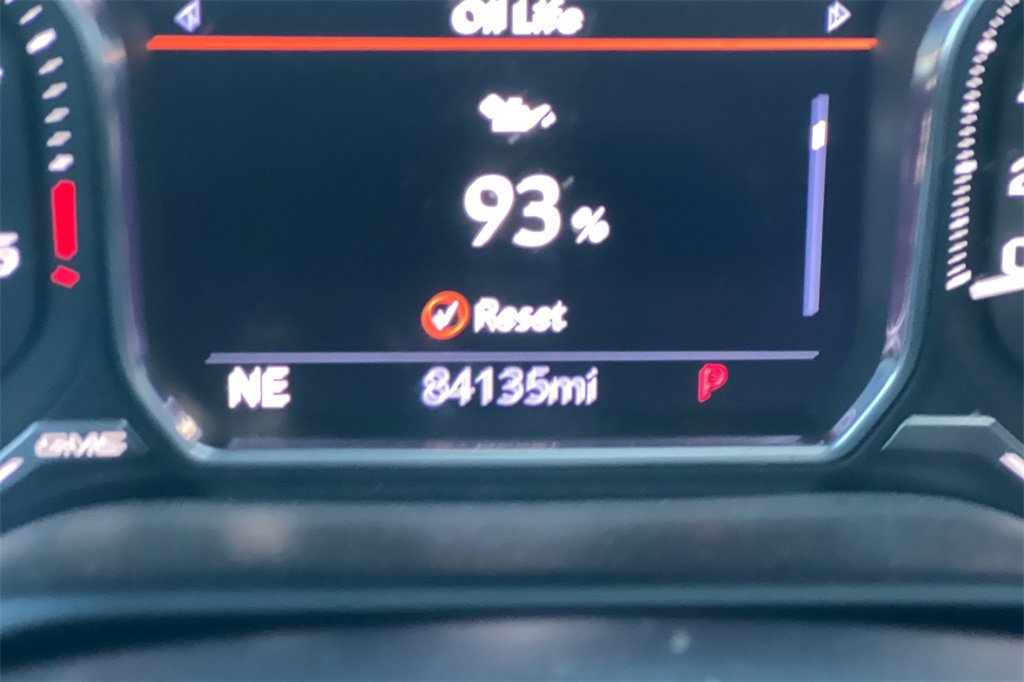 Oil Life
93%
Reset
NE 84135mi P
GMC